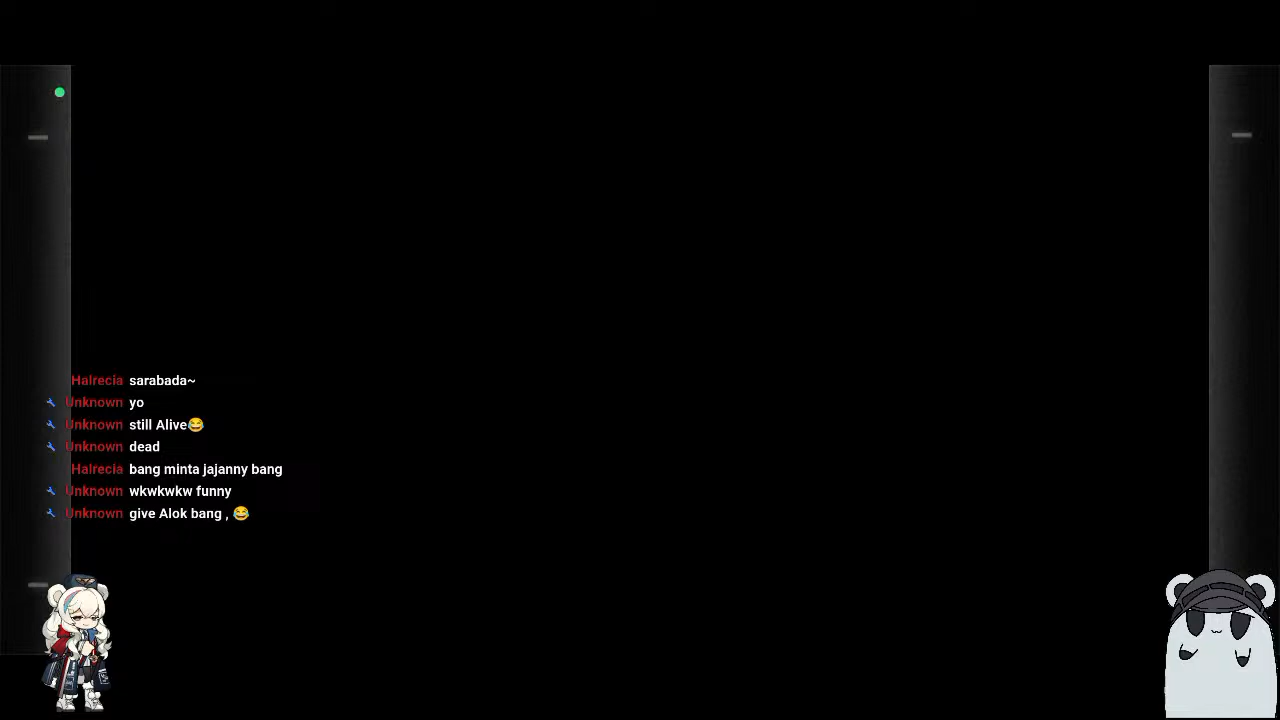 Halrecia sarabada~
Unknown yo
Unknown still Alive😂
Unknown dead
Halrecia bang minta jajanny bang
Unknown wkwkwkw funny
Unknown give Alok bang , 😂